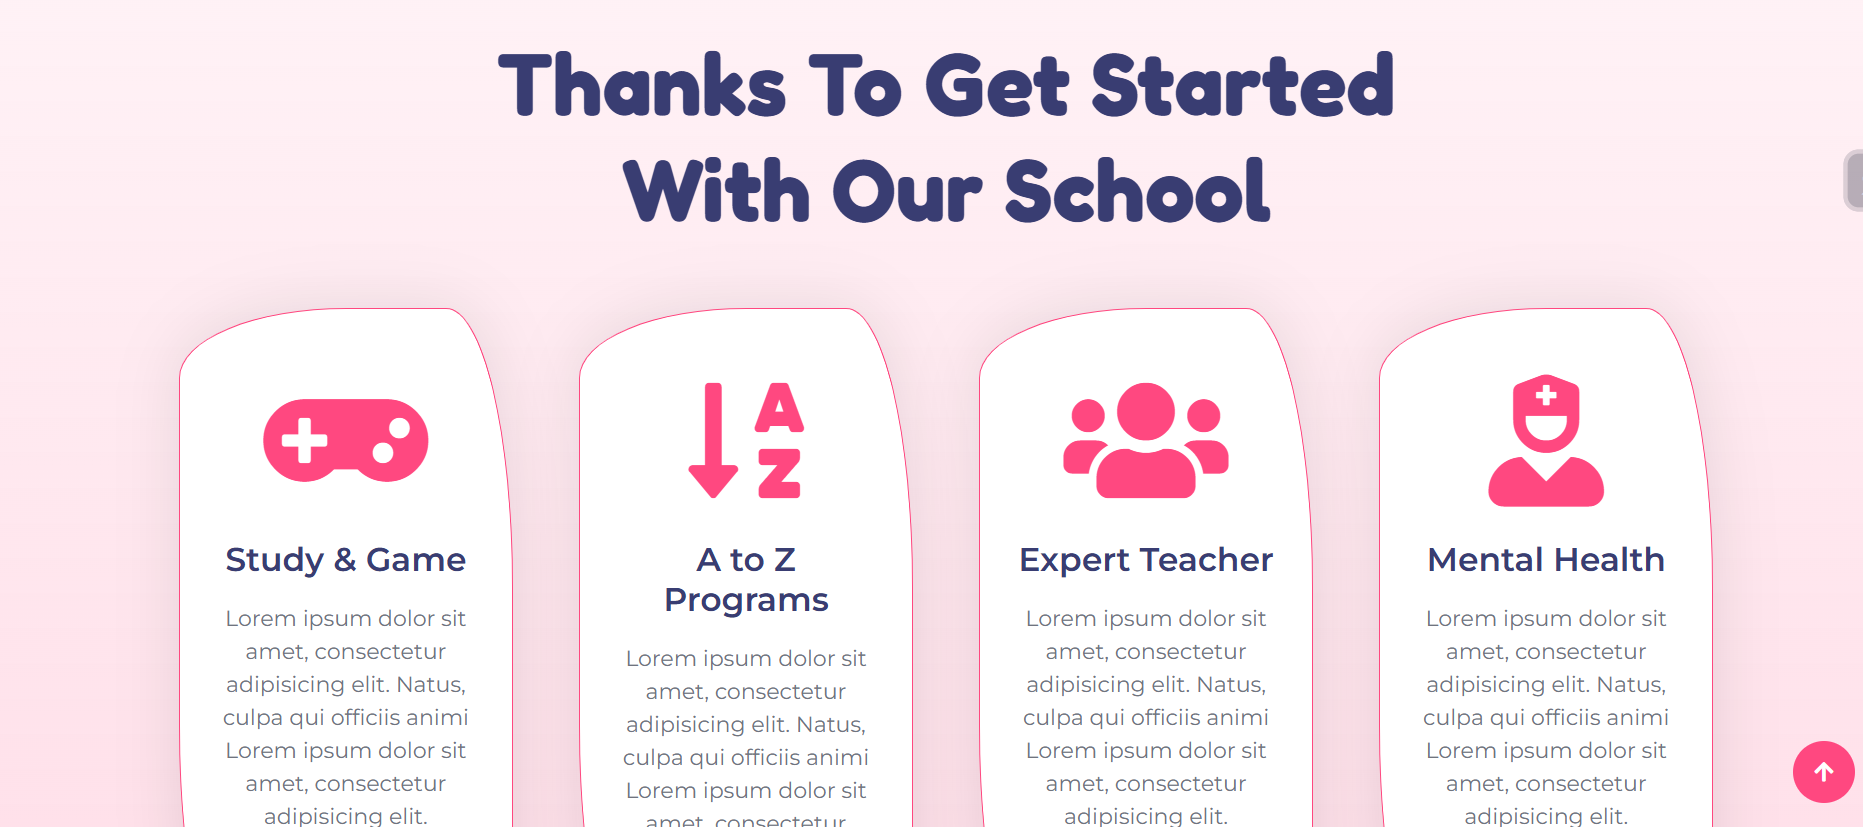 Thanks To Get Started
With Our School
A
Z
Study & Game
Lorem ipsum dolor sit
amet, consectetur
adipisicing elit. Natus,
culpa qui officiis animi
Lorem ipsum dolor sit
amet, consectetur
adipisicing elit.
A to Z
Programs
Lorem ipsum dolor sit
amet, consectetur
adipisicing elit. Natus,
culpa qui officiis animi
Lorem ipsum dolor sit
amet, consectetur
Expert Teacher
Lorem ipsum dolor sit
amet, consectetur
adipisicing elit. Natus,
culpa qui officiis animi
Lorem ipsum dolor sit
amet, consectetur
adipisicing elit.
Mental Health
Lorem ipsum dolor sit
amet, consectetur
adipisicing elit. Natus,
culpa qui officiis animi
Lorem ipsum dolor sit
amet, consectetur
adipisicing elit.